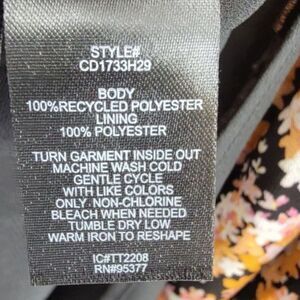 STYLE#
CD1733H29
BODY
100%RECYCLED POLYESTER
LINING
100% POLYESTER
TURN GARMENT INSIDE OUT
MACHINE WASH COLD
GENTLE CYCLE
WITH LIKE COLORS
ONLY NON-CHLORINE
BLEACH WHEN NEEDED
TUMBLE DRY LOW
WARM IRON TO RESHAPE
IC#TT2208
RN#95377